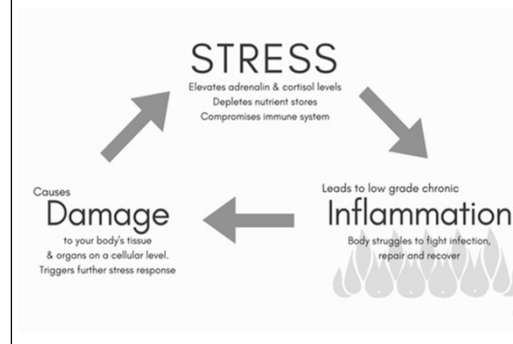 STRESS
Elevates adrenalin & cortisol levels
Depletes nutrient stores
Compromises immune system
Leads to low grade chronic
Inflammation
Body struggles to fight infection,
repair and recover
Causes
Damage
to your body's tissue
& organs on a cellular level.
Triggers further stress response